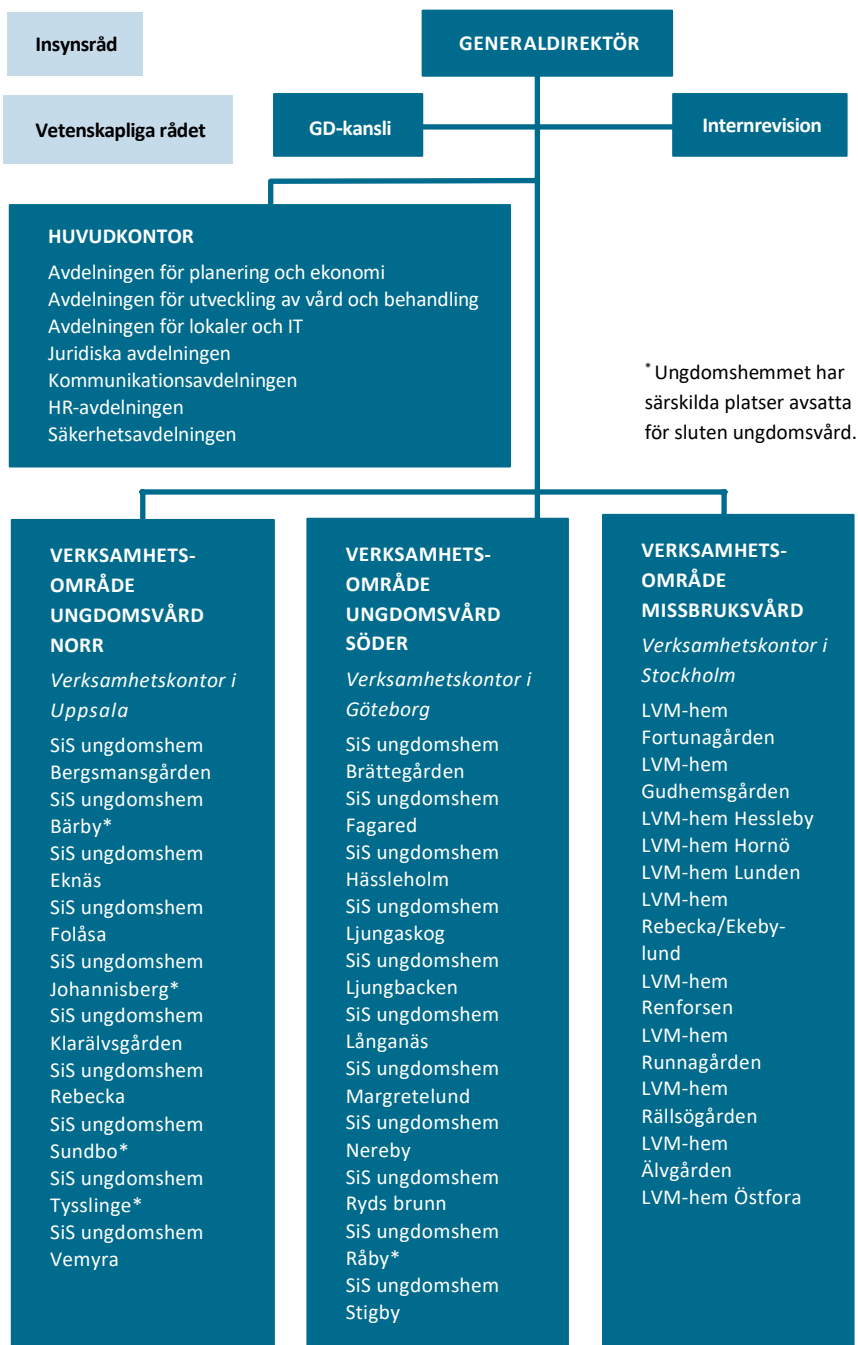 Insynsråd
GENERALDIREKTÖR
Vetenskapliga rådet
GD-kansli
Internrevision
HUVUDKONTOR
Avdelningen för planering och ekonomi
Avdelningen för utveckling av vård och behandling
Avdelningen för lokaler och IT
Juridiska avdelningen
Kommunikationsavdelningen
HR-avdelningen
Säkerhetsavdelningen
* Ungdomshemmet har
särskilda platser avsatta
för sluten ungdomsvård.
VERKSAMHETS-
OMRÅDE
UNGDOMSVÅRD
NORR
Verksamhetskontor i
Uppsala
SiS ungdomshem
Bergsmansgården
SiS ungdomshem
Bärby*
SiS ungdomshem
Eknäs
SiS ungdomshem
Folåsa
SiS ungdomshem
Johannisberg*
SiS ungdomshem
Klarälvsgården
SiS ungdomshem
Rebecka
SiS ungdomshem
Sundbo*
SiS ungdomshem
Tysslinge*
SiS ungdomshem
Vemyra
VERKSAMHETS-
OMRÅDE
UNGDOMSVÅRD
SÖDER
Verksamhetskontor i
Göteborg
SiS ungdomshem
Brättegården
SiS ungdomshem
Fagared
SiS ungdomshem
Hässleholm
SiS ungdomshem
Ljungaskog
SiS ungdomshem
Ljungbacken
SiS ungdomshem
Långanäs
SiS ungdomshem
Margretelund
SiS ungdomshem
Nereby
SiS ungdomshem
Ryds brunn
SiS ungdomshem
Råby*
SiS ungdomshem
Stigby
VERKSAMHETS-
OMRÅDE
MISSBRUKSVÅRD
Verksamhetskontor i
Stockholm
LVM-hem
Fortunagården
LVM-hem
Gudhemsgården
LVM-hem Hessleby
LVM-hem Hornö
LVM-hem Lunden
LVM-hem
Rebecka/Ekeby-
lund
LVM-hem
Renforsen
LVM-hem
Runnagården
LVM-hem
Rällsögården
LVM-hem
Älvgården
LVM-hem Östfora